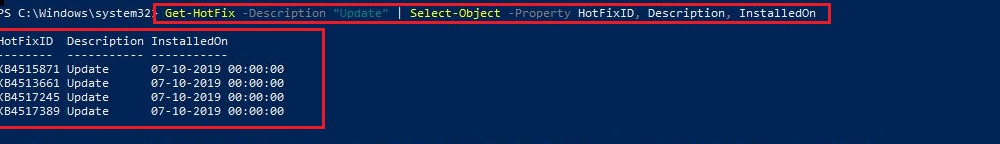 PS C:\Windows\system32> Get-HotFix -Description "Update" | Select-Object -Property HotFixID, Description, InstalledOn
HotFixID Description InstalledOn
-------- ----------- -----------
KB4515871 Update 07-10-2019 00:00:00
KB4513661 Update 07-10-2019 00:00:00
KB4517245 Update 07-10-2019 00:00:00
KB4517389 Update 07-10-2019 00:00:00